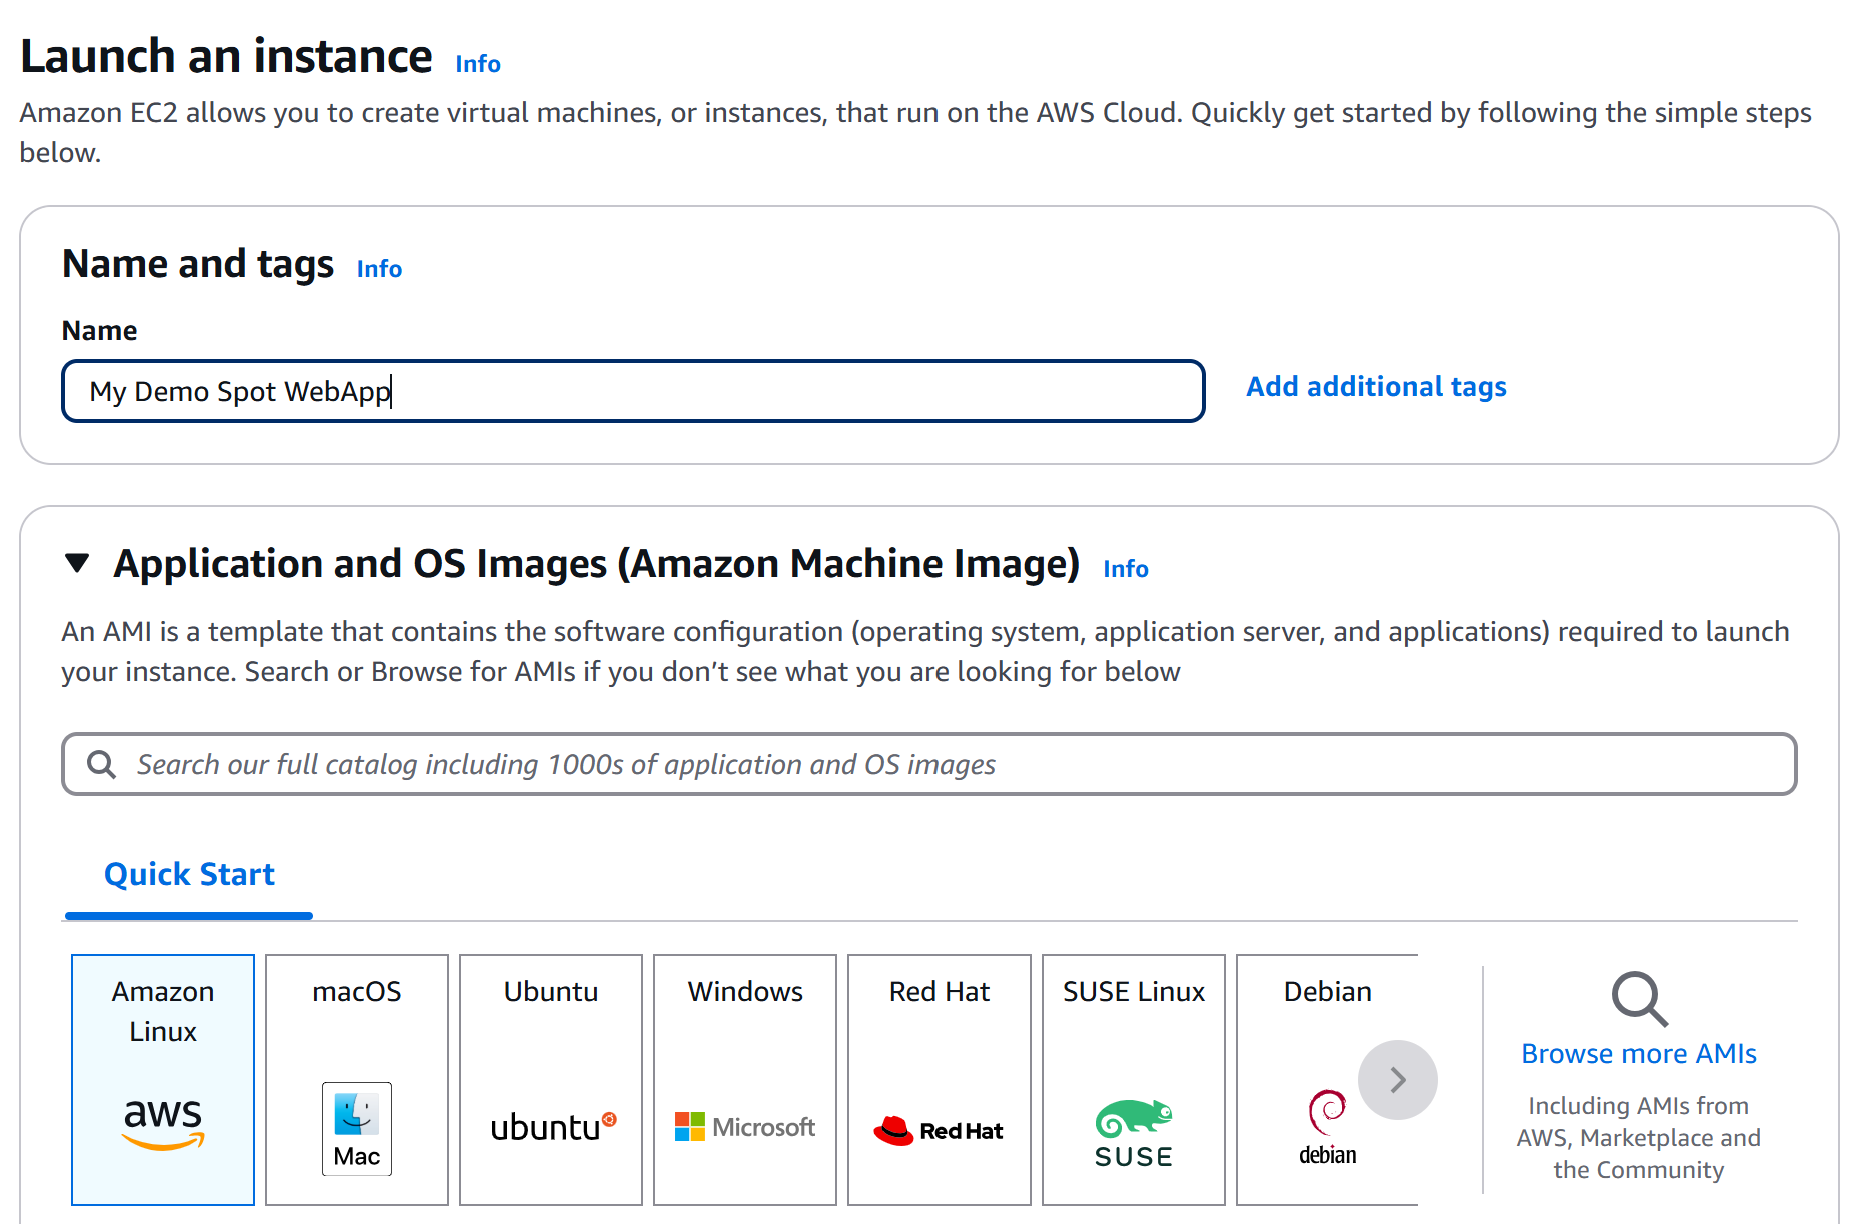 Launch an instance Info
Amazon EC2 allows you to create virtual machines, or instances, that run on the AWS Cloud. Quickly get started by following the simple steps
below.
Name and tags Info
Name
My Demo Spot WebApp
Add additional tags
Application and OS Images (Amazon Machine Image) Info
An AMI is a template that contains the software configuration (operating system, application server, and applications) required to launch
your instance. Search or Browse for AMIs if you don’t see what you are looking for below
Search our full catalog including 1000s of application and OS images
Quick Start
Amazon
Linux
aws
macOS
Mac
Ubuntu
ubuntu
Windows
Microsoft
Red Hat
Red Hat
SUSE Linux
SUSE
Debian
debian
Browse more AMIs
Including AMIs from
AWS, Marketplace and
the Community